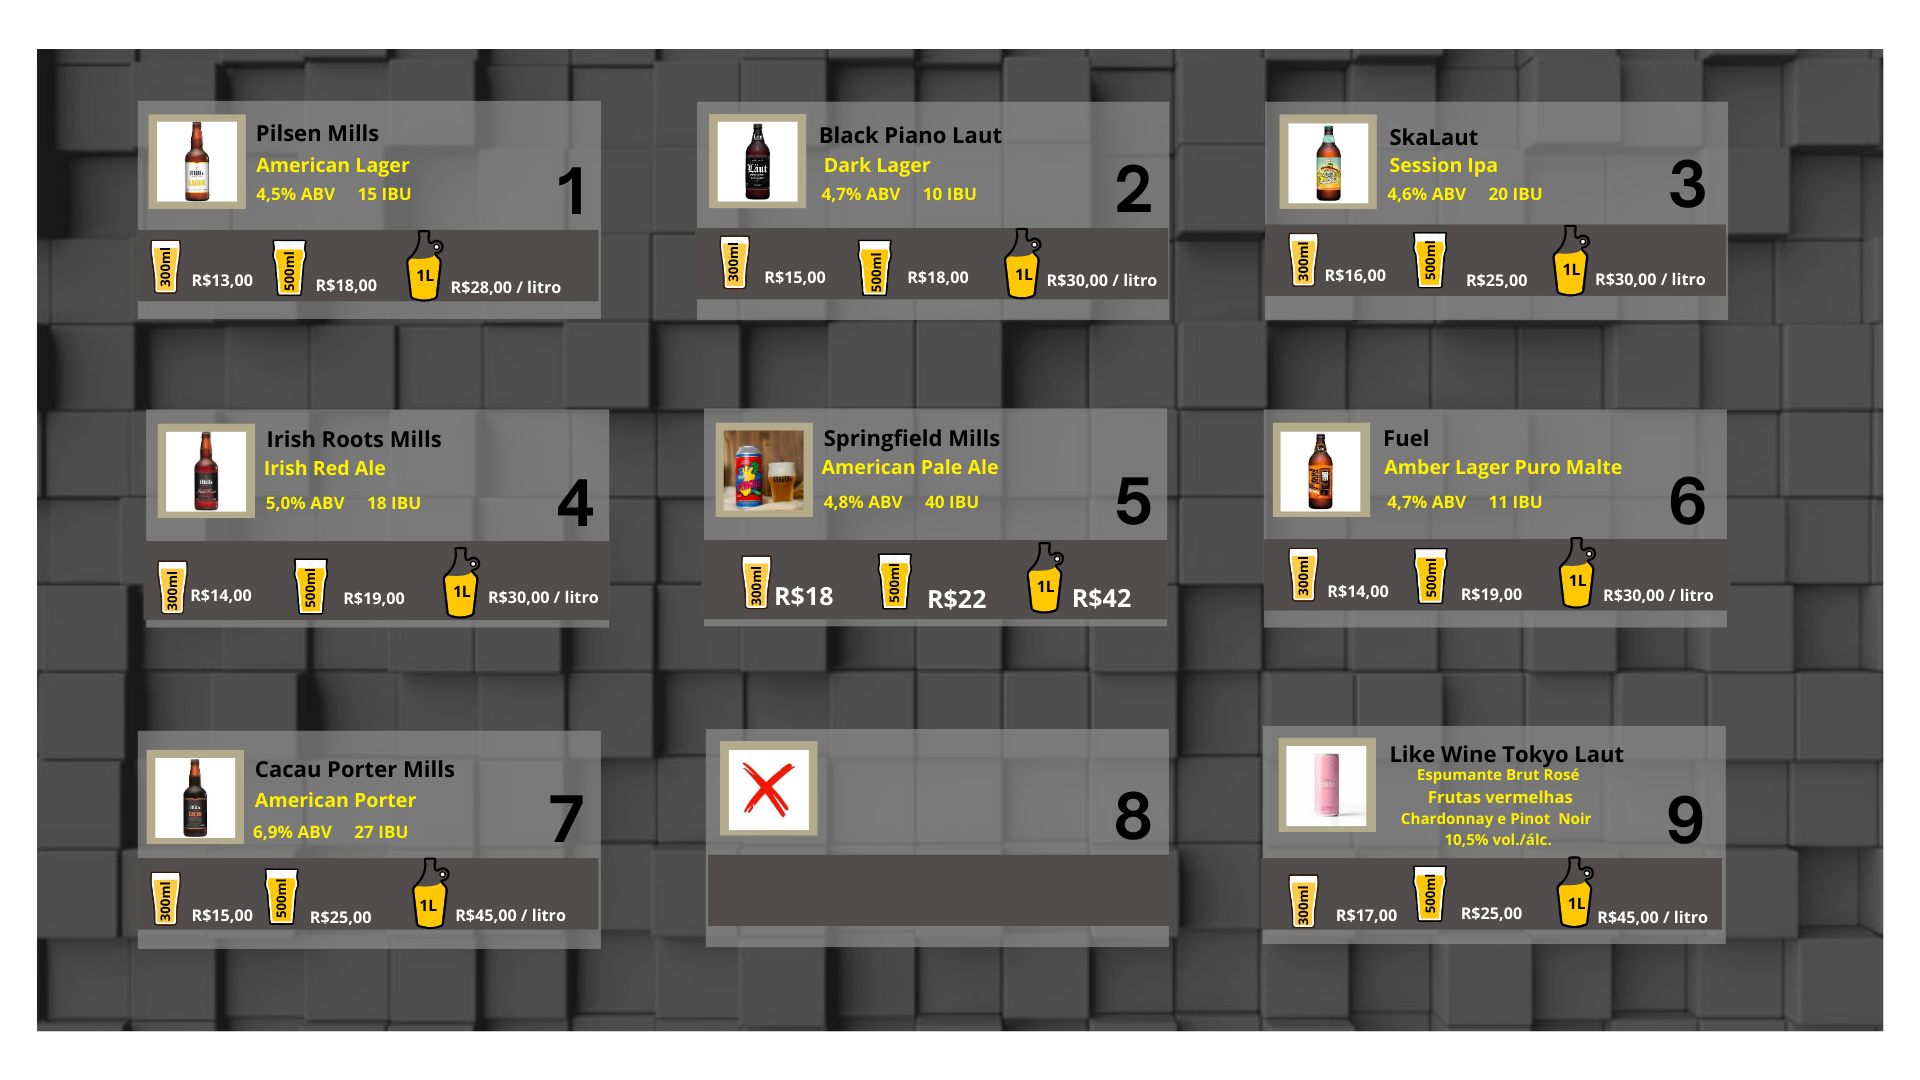 Pilsen Mills
American Lager
4,5% ABV 15 IBU
1
300ml R$13,00 500ml R$18,00 1L R$28,00 / litro
Black Piano Laut
Dark Lager
4,7% ABV 10 IBU
2
Läut
300ml R$15,00 500ml R$18,00 1L R$30,00 / litro
SkaLaut
Session Ipa
4,6% ABV 20 IBU
3
300ml R$16,00 500ml R$25,00 1L R$30,00 / litro
Irish Roots Mills
Irish Red Ale
5,0% ABV 18 IBU
4
300ml R$14,00 500ml R$19,00 1L R$30,00 / litro
Springfield Mills
American Pale Ale
4,8% ABV 40 IBU
5
300ml R$18 500ml R$22 1L R$42
Fuel
Amber Lager Puro Malte
4,7% ABV 11 IBU
6
300ml R$14,00 500ml R$19,00 1L R$30,00 / litro
Cacau Porter Mills
American Porter
6,9% ABV 27 IBU
7
300ml R$15,00 500ml R$25,00 1L R$45,00 / litro
8
Like Wine Tokyo Laut
Espumante Brut Rosé
Frutas vermelhas
Chardonnay e Pinot Noir
10,5% vol./álc.
9
300ml R$17,00 500ml R$25,00 1L R$45,00 / litro